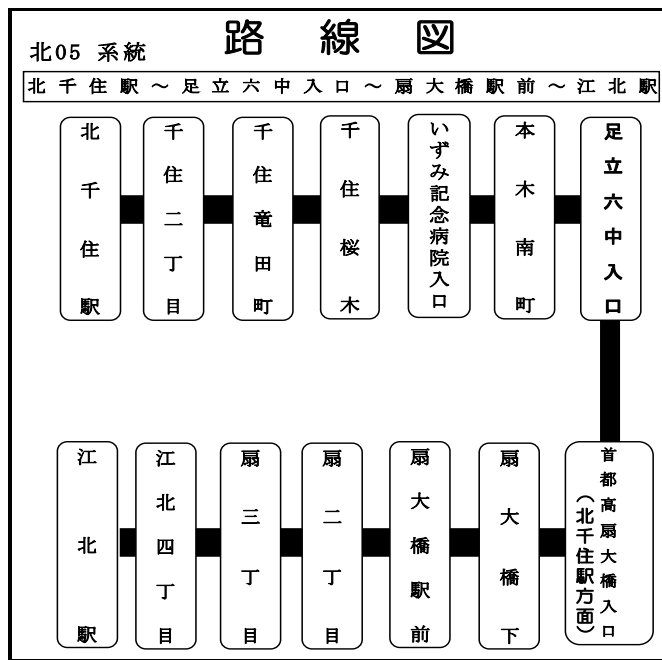 路線図
北05 系統
北千住駅～足立六中入口～扇大橋駅前～江北駅
北千住駅
千住二丁目
千住竜田町
千住桜木
いずみ記念病院入口
本木南町
足立六中入口
首都高扇大橋入口
（北千住駅方面）
扇大橋下
扇大橋駅前
扇二丁目
扇三丁目
江北四丁目
江北駅